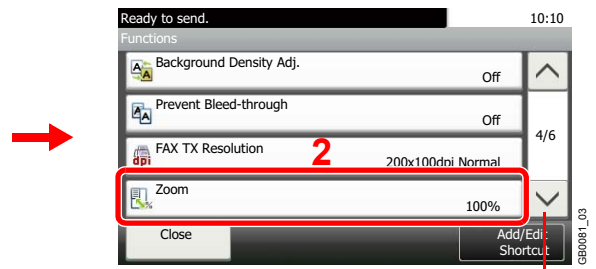 Ready to send.
10:10
Functions
Background Density Adj.
Off
Prevent Bleed-through
Off
4/6
FAX TX Resolution
2
200x100dpi Normal
dpi
Zoom
100%
Close
Add/Edit
Shortcut
GB0081_03